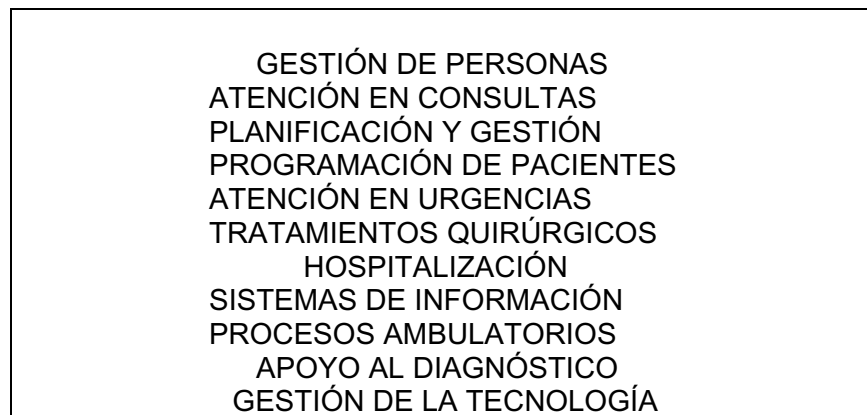 GESTIÓN DE PERSONAS
ATENCIÓN EN CONSULTAS
PLANIFICACIÓN Y GESTIÓN
PROGRAMACIÓN DE PACIENTES
ATENCIÓN EN URGENCIAS
TRATAMIENTOS QUIRÚRGICOS
HOSPITALIZACIÓN
SISTEMAS DE INFORMACIÓN
PROCESOS AMBULATORIOS
APOYO AL DIAGNÓSTICO
GESTIÓN DE LA TECNOLOGÍA